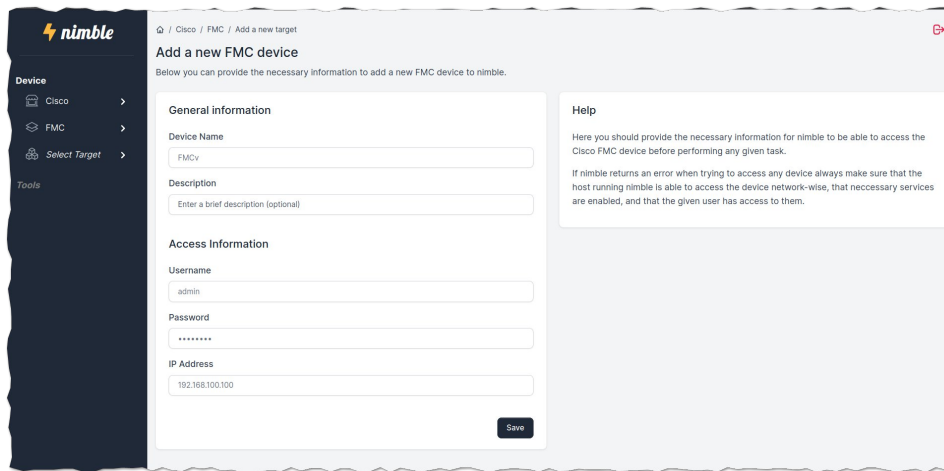 nimble
Device
Cisco
FMC
Select Target
Tools
/ Cisco / FMC / Add a new target
Add a new FMC device
Below you can provide the necessary information to add a new FMC device to nimble.
General information
Device Name
FMCv
Description
Enter a brief description (optional)
Access Information
Username
admin
Password
••••••••
IP Address
192.168.100.100
Save
Help
Here you should provide the necessary information for nimble to be able to access the
Cisco FMC device before performing any given task.
If nimble returns an error when trying to access any device always make sure that the
host running nimble is able to access the device network-wise, that neccessary services
are enabled, and that the given user has access to them.